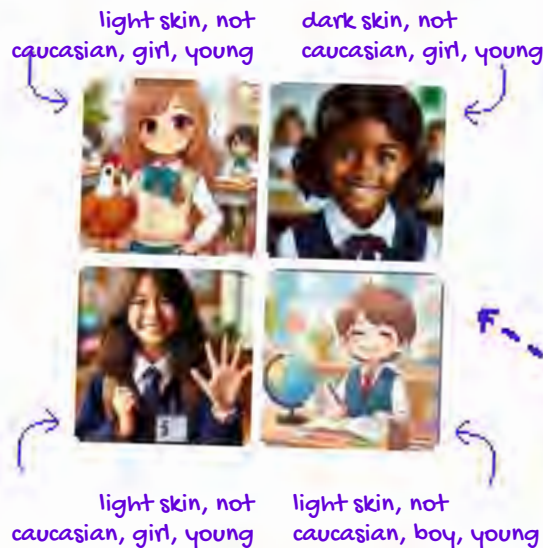 light skin, not
caucasian, girl, young
dark skin, not
caucasian, girl, young
light skin, not
caucasian, girl, young
light skin, not
caucasian, boy, young